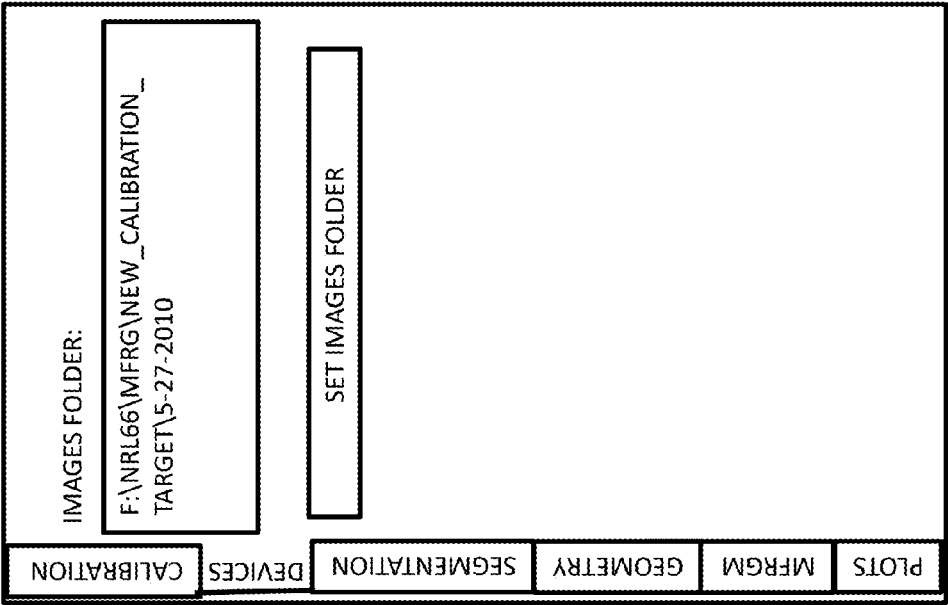 IMAGES FOLDER:
F:\NRL66\MFRG\NEW_CALIBRATION_
TARGET\5-27-2010
SET IMAGES FOLDER
CALIBRATION
DEVICES
SEGMENTATION
GEOMETRY
MFRGM
PLOTS